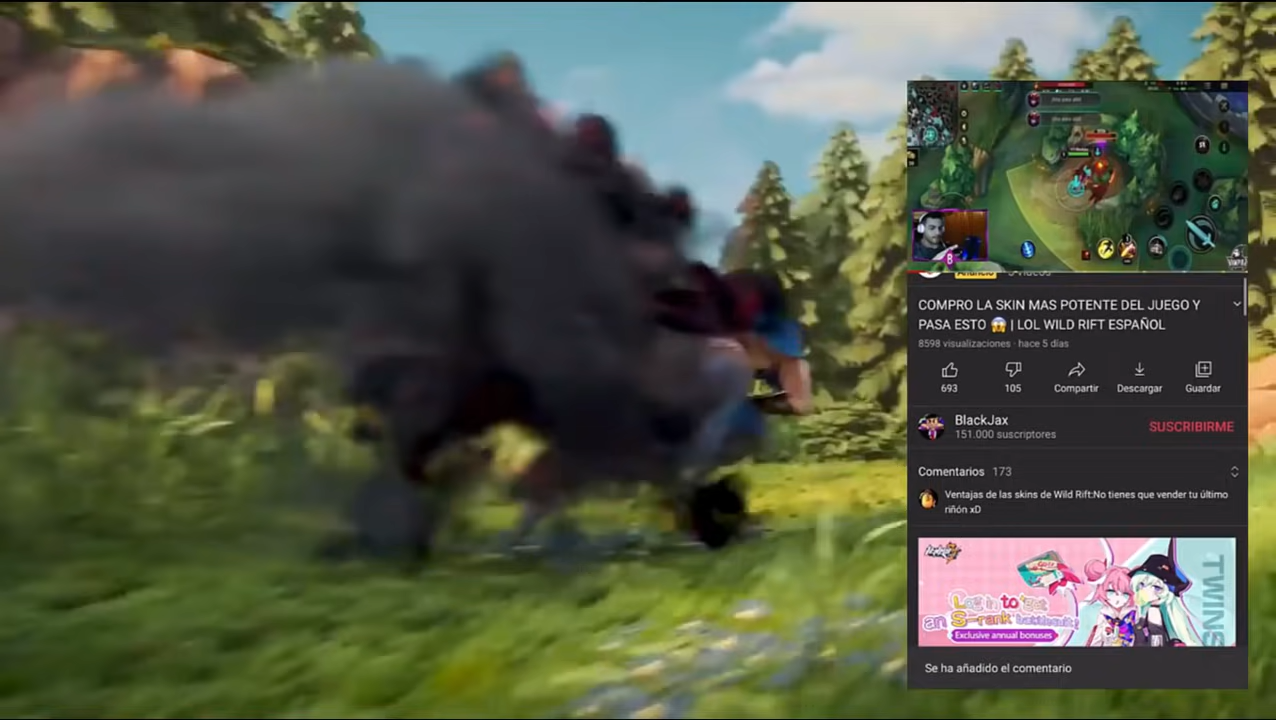 Anuncio
COMPRO LA SKIN MAS POTENTE DEL JUEGO Y
PASA ESTO 😱 | LOL WILD RIFT ESPAÑOL
8598 visualizaciones · hace 5 días
693 105 Compartir Descargar Guardar
BlackJax
151.000 suscriptores
SUSCRIBIRME
Comentarios 173
Ventajas de las skins de Wild Rift:No tienes que vender tu último
riñón xD
Log in to get
an S-rank battlesuit!
Exclusive annual bonuses
TWINS
Se ha añadido el comentario